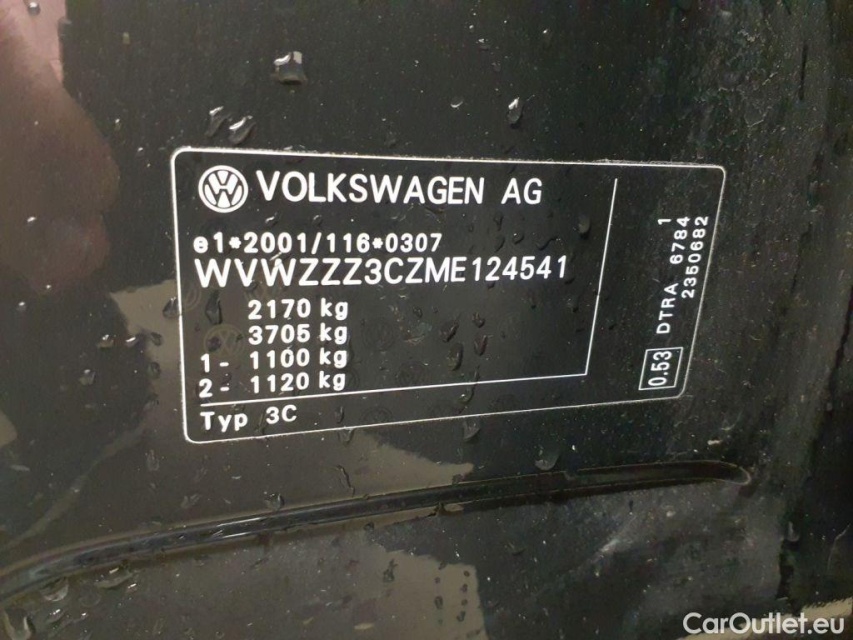 VOLKSWAGEN AG
e1*2001/116*0307
WVWZZZ3CZME124541
2170 kg
3705 kg
1- 1100 kg
2- 1120 kg
Typ 3C
0.53
DTRA 6784 1
2350682
CarOutlet.eu